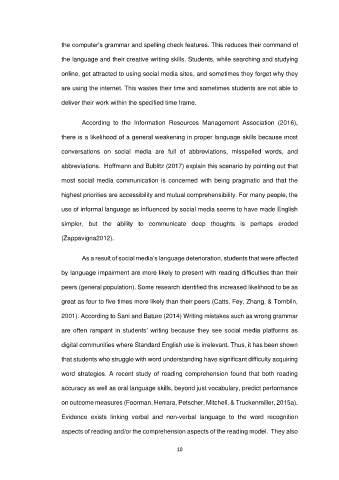 the computer's grammar and spelling check features. This reduces their command of
the language and their creative writing skills. Students, while searching and studying
online, get attracted to using social media sites, and sometimes they forget why they
are using the internet. This wastes their time and sometimes students are not able to
deliver their work within the specified time frame.
According to the Information Resources Management Association (2016),
there is a likelihood of a general weakening in proper language skills because most
conversations on social media are full of abbreviations, misspelled words, and
abbreviations. Hoffmann and Bublitz (2017) explain this scenario by pointing out that
most social media communication is concerned with being pragmatic and that the
highest priorities are accessibility and mutual comprehensibility. For many people, the
use of informal language as influenced by social media seems to have made English
simpler, but the ability to communicate deep thoughts is perhaps eroded
(Zappavigna2012).
As a result of social media's language deterioration, students that were affected
by language impairment are more likely to present with reading difficulties than their
peers (general population). Some research identified this increased likelihood to be as
great as four to five times more likely than their peers (Catts, Fey, Zhang, & Tomblin,
2001). According to Sani and Bature (2014) Writing mistakes such as wrong grammar
are often rampant in students' writing because they see social media platforms as
digital communities where Standard English use is irrelevant. Thus, it has been shown
that students who struggle with word understanding have significant difficulty acquiring
word strategies. A recent study of reading comprehension found that both reading
accuracy as well as oral language skills, beyond just vocabulary, predict performance
on outcome measures (Foorman, Herrara, Petscher, Mitchell, & Truckenmiller, 2015a).
Evidence exists linking verbal and non-verbal language to the word recognition
aspects of reading and/or the comprehension aspects of the reading model. They also
10